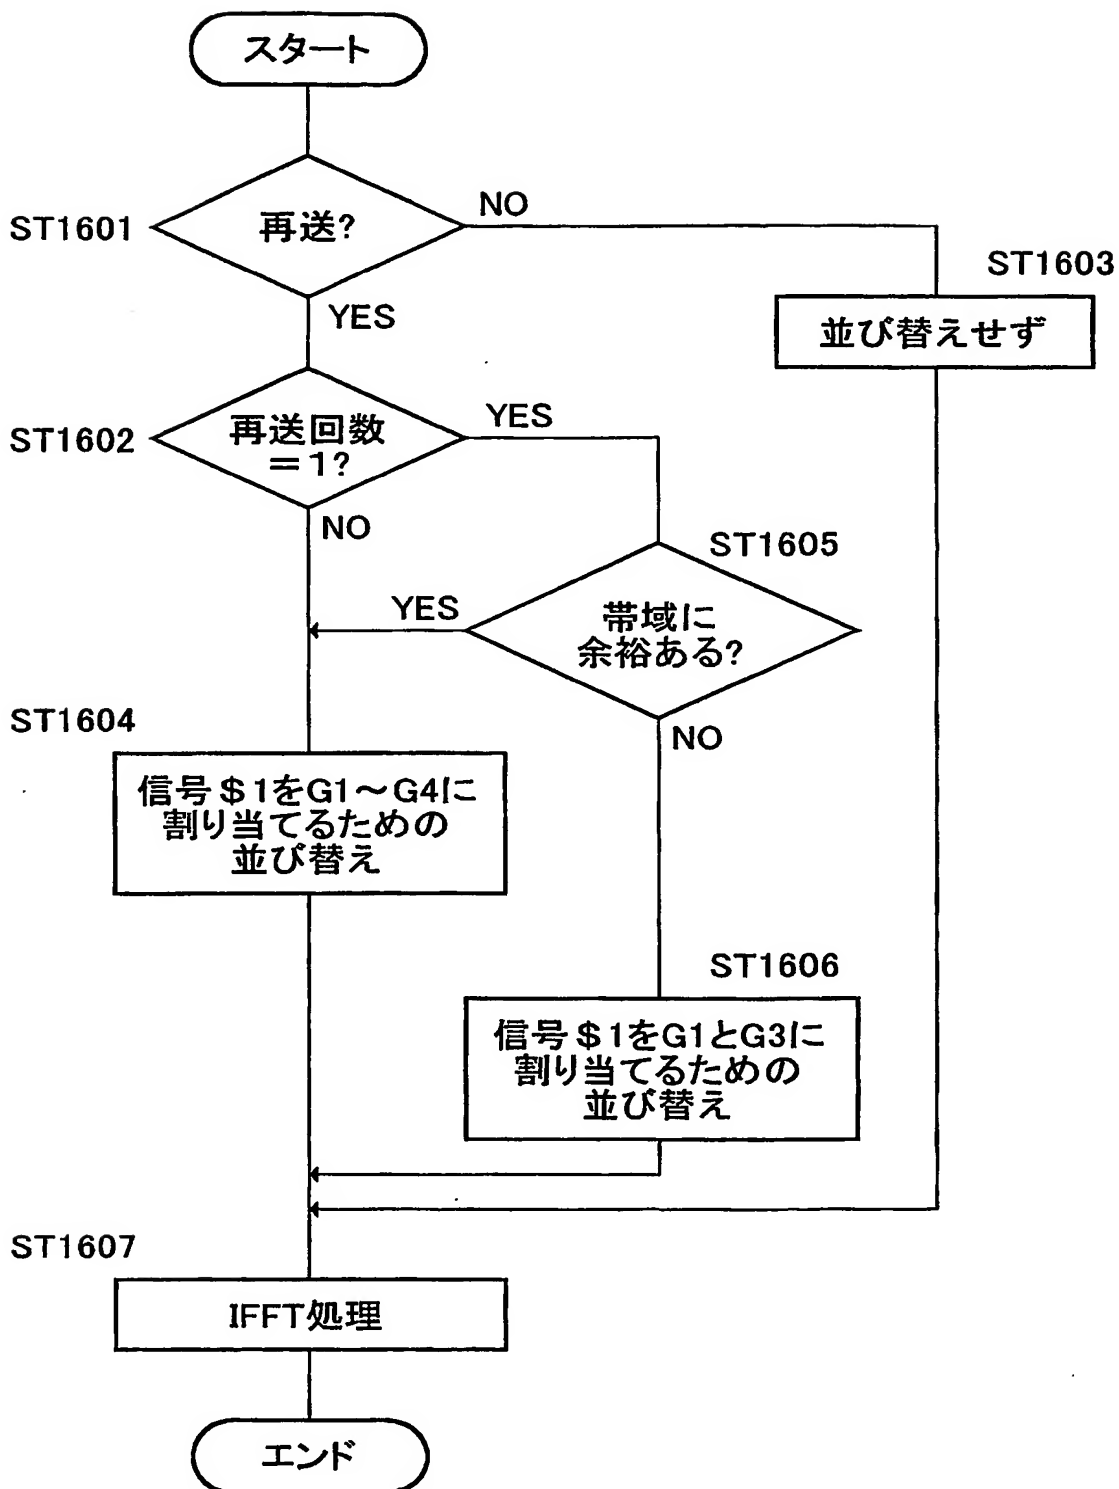 スタート
ST1601
再送?
NO
ST1603
並び替えせず
YES
ST1602
再送回数
=1?
YES
NO
ST1605
帯域に
余裕ある?
YES
NO
ST1604
信号$1をG1~G4に
割り当てるための
並び替え
ST1606
信号$1をG1とG3に
割り当てるための
並び替え
ST1607
IFFT処理
エンド